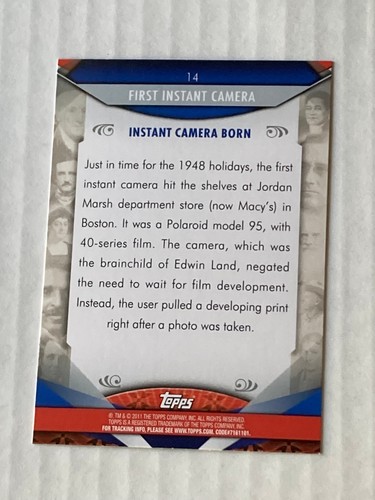 14
FIRST INSTANT CAMERA
INSTANT CAMERA BORN
Just in time for the 1948 holidays, the first
instant camera hit the shelves at Jordan
Marsh department store (now Macy's) in
Boston. It was a Polaroid model 95, with
40-series film. The camera, which was
the brainchild of Edwin Land, negated
the need to wait for film development.
Instead, the user pulled a developing print
right after a photo was taken.
topps
® TM & © 2011 THE TOPPS COMPANY, INC. ALL RIGHTS RESERVED.
TOPPS IS A REGISTERED TRADEMARK OF THE TOPPS COMPANY, INC.
FOR TRACKING INFO, PLEASE SEE WWW.TOPPS.COM. CODE#7161101.